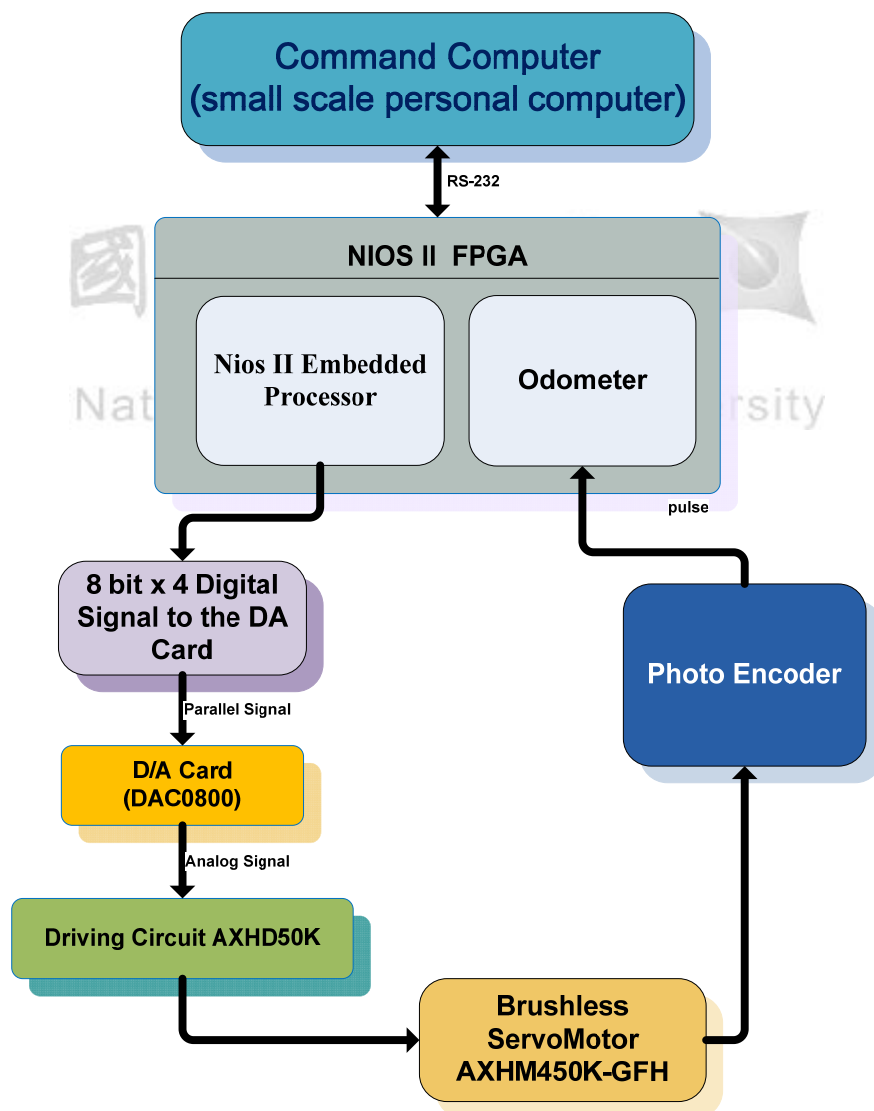 Command Computer
(small scale personal computer)
RS-232
國
NIOS II FPGA
Nios II Embedded
Processor
Odometer
pulse
8 bit x 4 Digital
Signal to the DA
Card
Photo Encoder
Parallel Signal
D/A Card
(DAC0800)
Analog Signal
Driving Circuit AXHD50K
Brushless
ServoMotor
AXHM450K-GFH